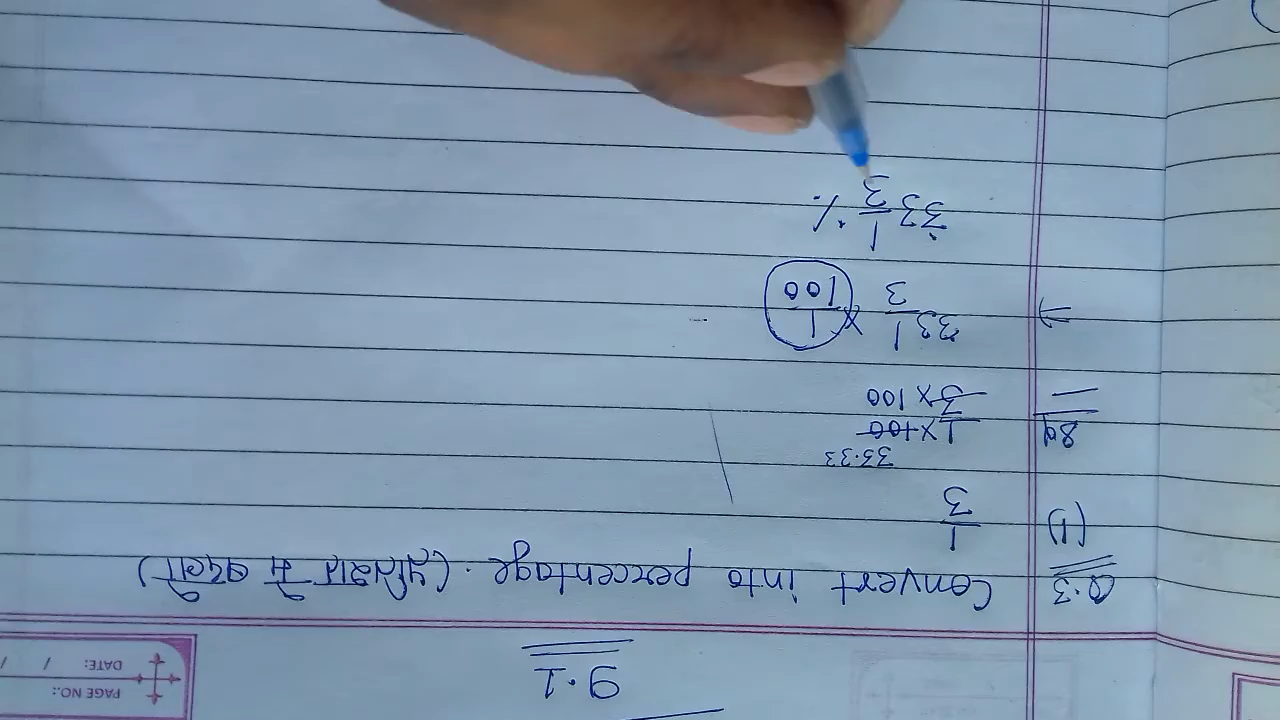 PAGE NO.:
DATE: / /
9.1
Q.3 Convert into percentage. (प्रतिशत में बदलो)
(1) 1/3
33.33
1×100
3×100
⇒ 33 1/3 × 1/100
33 1/3 %